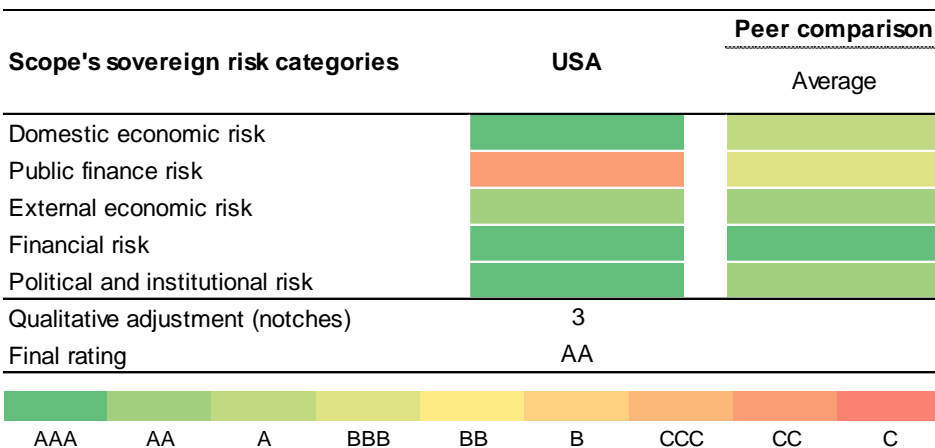 Peer comparison
Scope's sovereign risk categories USA
Average
Domestic economic risk
Public finance risk
External economic risk
Financial risk
Political and institutional risk
Qualitative adjustment (notches) 3
Final rating AA
AAA AA A BBB BB B CCC CC C